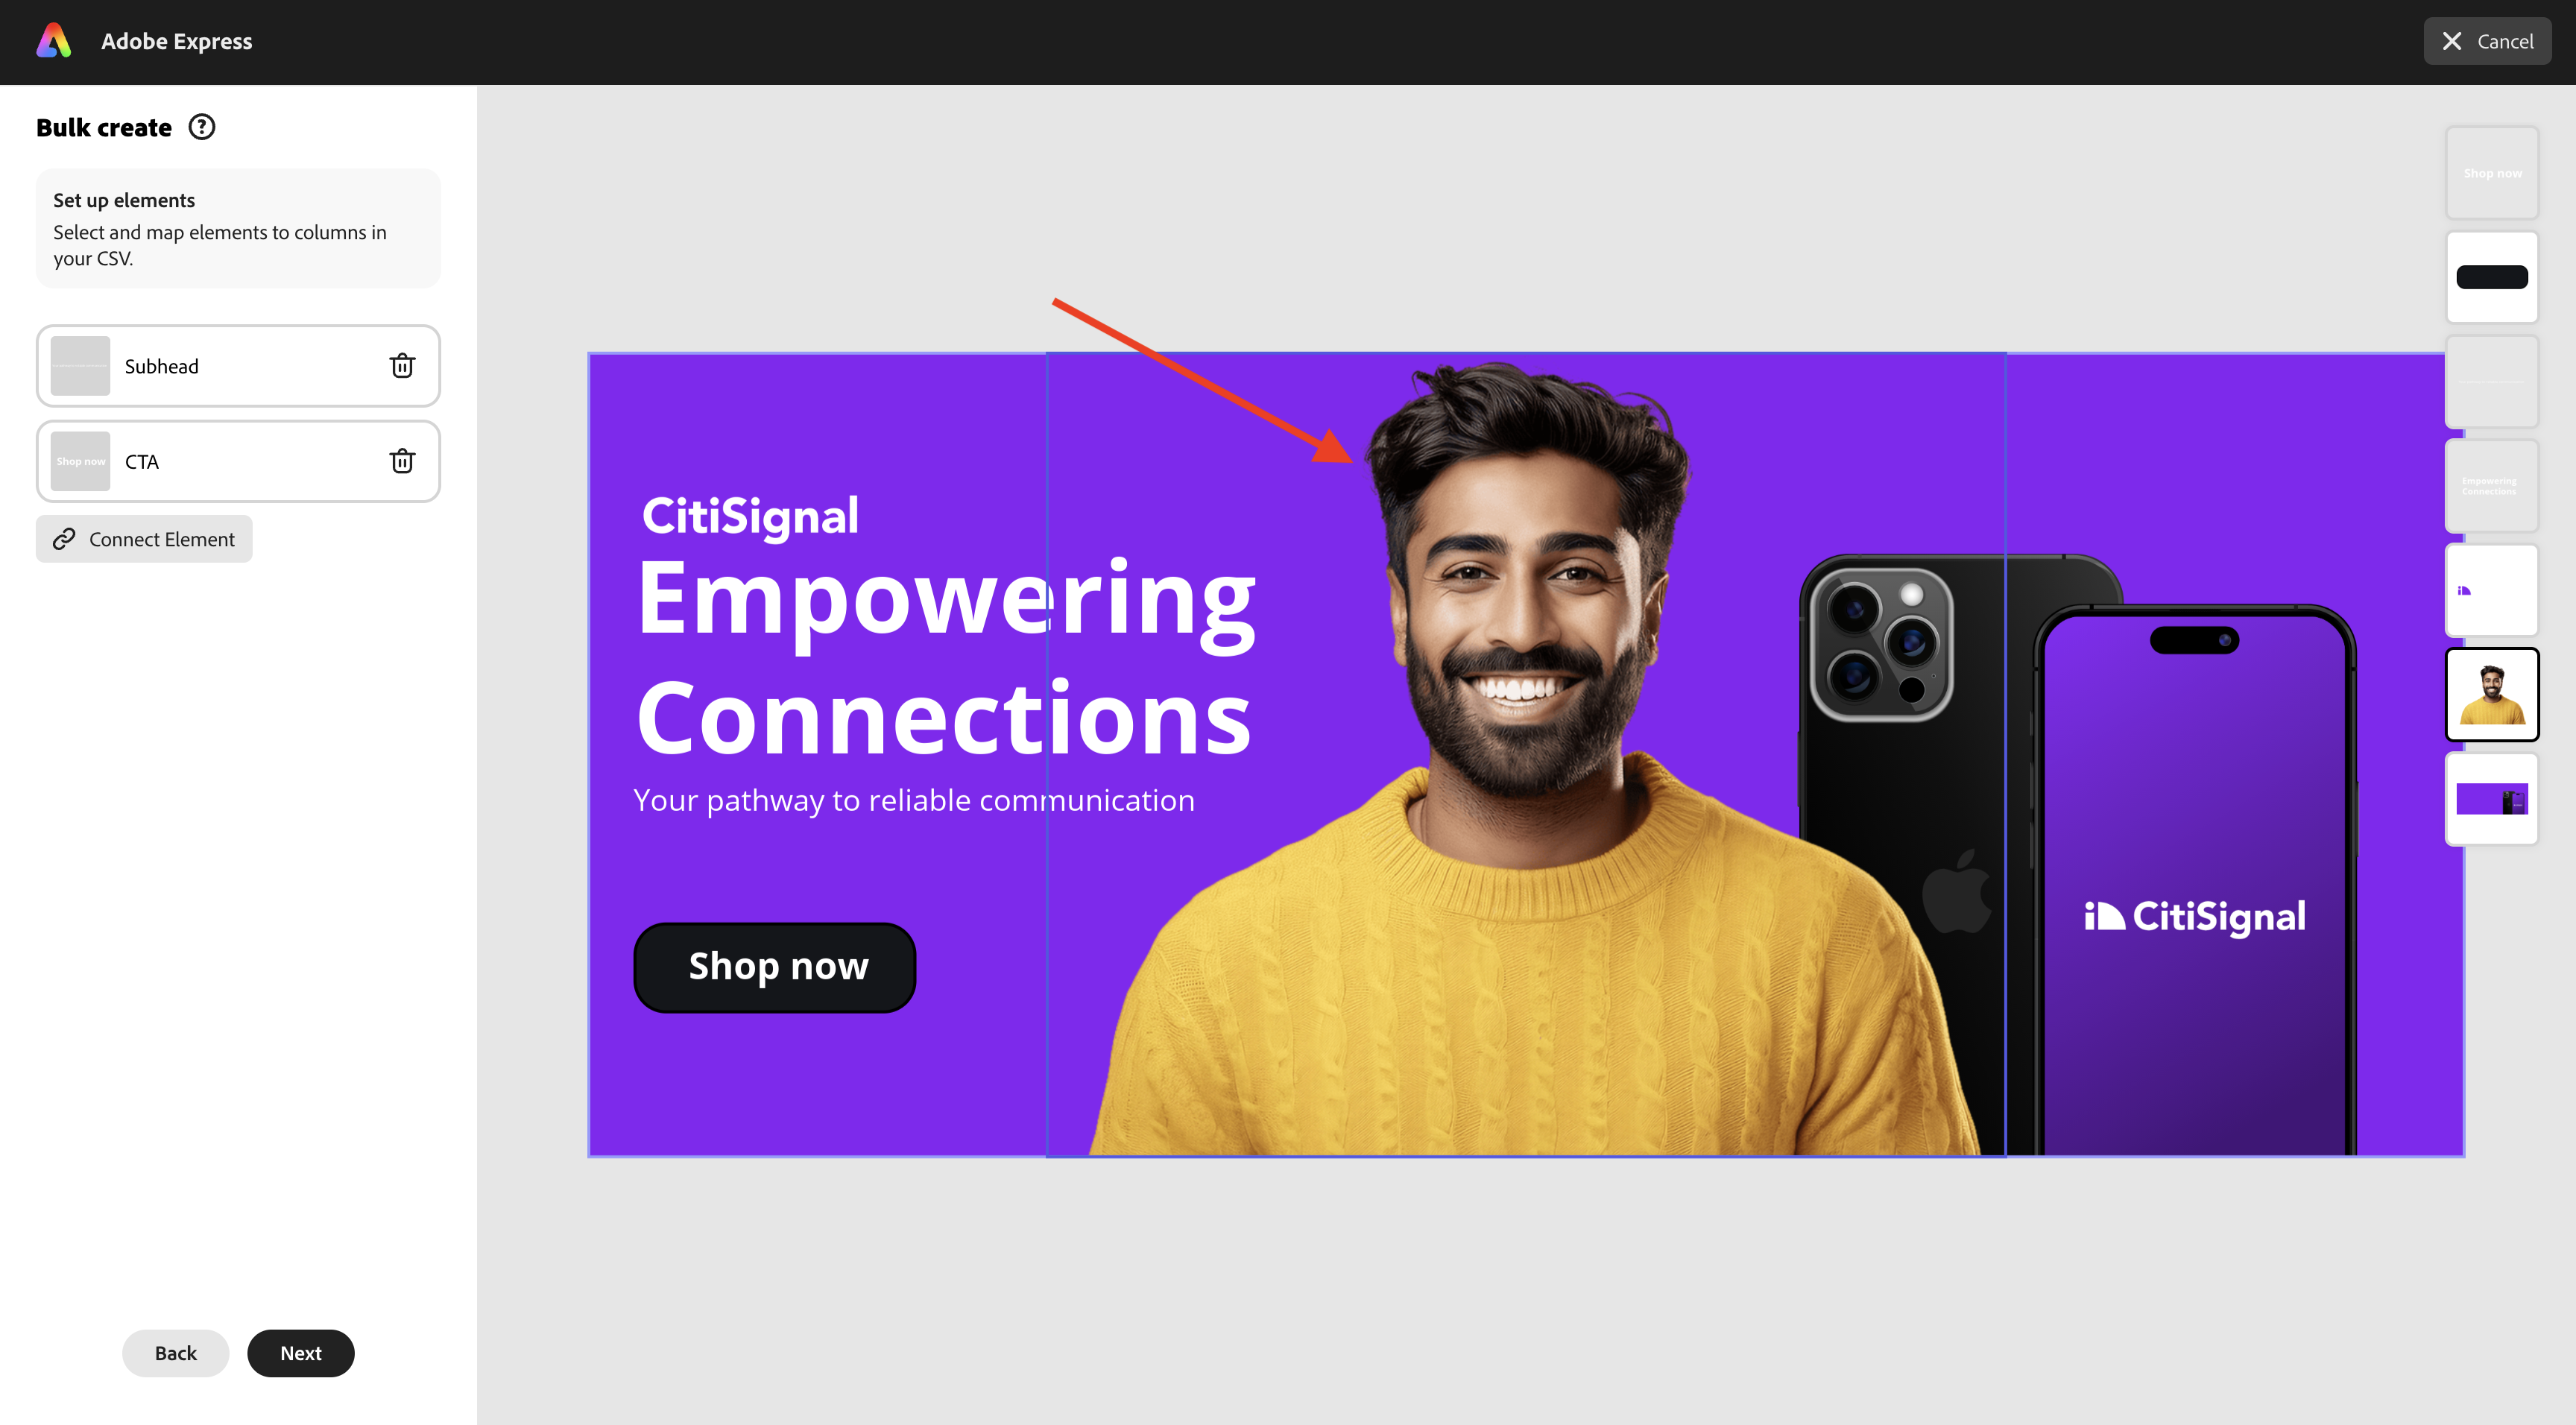 Adobe Express
Cancel
Bulk create
Set up elements
Select and map elements to columns in
your CSV.
Subhead
Shop now
CTA
Connect Element
Back
Next
CitiSignal
Empowering
Connections
Your pathway to reliable communication
Shop now
CitiSignal
Shop now
Empowering
Connections